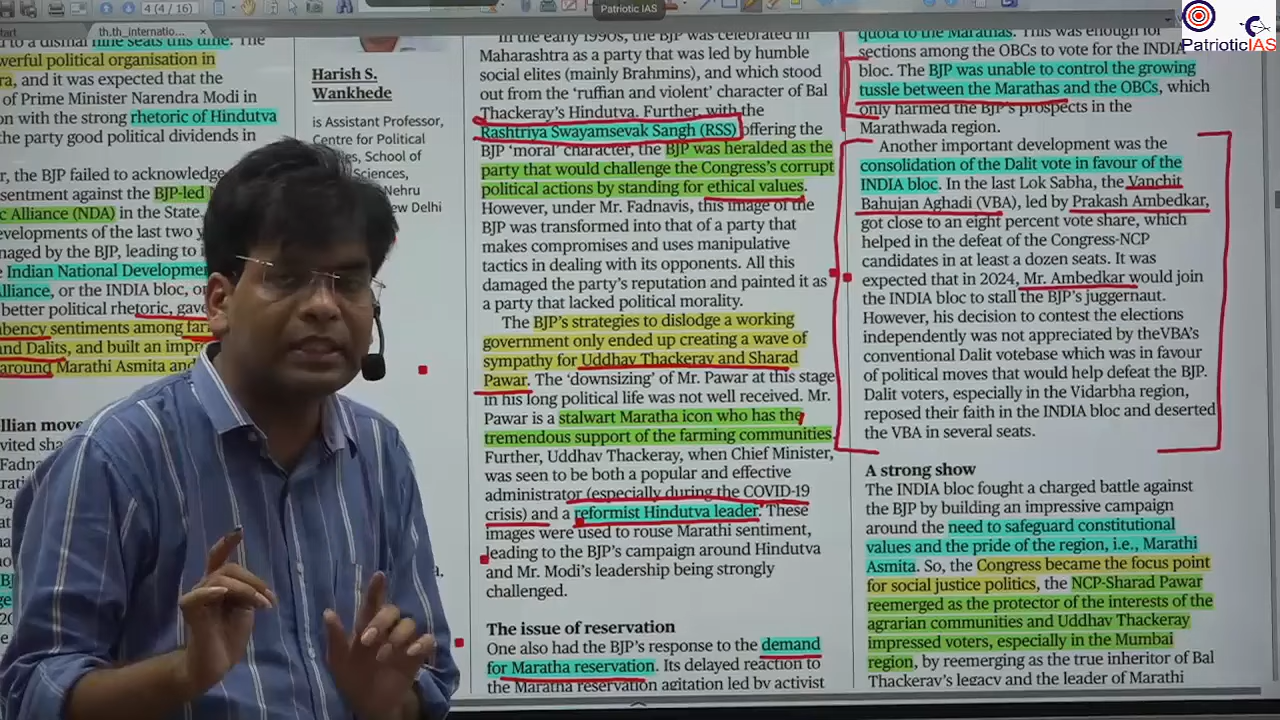 4 (4/16)
Patriotic IAS
PatrioticIAS
start
th.th_internatio...
to a dismal nine seats this time. The
werful political organisation in
ra, and it was expected that the
of Prime Minister Narendra Modi in
on with the strong rhetoric of Hindutva
the party good political dividends in
r, the BJP failed to acknowledge
sentiment against the BJP-led
c Alliance (NDA) in the State.
evelopments of the last two y
naged by the BJP, leading to
Indian National Developmen
Alliance, or the INDIA bloc, or
better political rhetoric, gave
bency sentiments among far
and Dalits, and built an impr
around Marathi Asmita and
llian move
vited sha
Fadna
Harish S.
Wankhede
is Assistant Professor,
Centre for Political
School of
Sciences,
Nehru
New Delhi
In the early 1990s, the BJP was celebrated in
Maharashtra as a party that was led by humble
social elites (mainly Brahmins), and which stood
out from the 'ruffian and violent' character of Bal
Thackeray's Hindutva. Further, with the
Rashtriya Swayamsevak Sangh (RSS) offering the
BJP 'moral' character, the BJP was heralded as the
party that would challenge the Congress's corrupt
political actions by standing for ethical values.
However, under Mr. Fadnavis, this image of the
BJP was transformed into that of a party that
makes compromises and uses manipulative
tactics in dealing with its opponents. All this
damaged the party's reputation and painted it as
a party that lacked political morality.
The BJP's strategies to dislodge a working
government only ended up creating a wave of
sympathy for Uddhav Thackeray and Sharad
Pawar. The 'downsizing' of Mr. Pawar at this stage
in his long political life was not well received. Mr.
Pawar is a stalwart Maratha icon who has the
tremendous support of the farming communities.
Further, Uddhav Thackeray, when Chief Minister,
was seen to be both a popular and effective
administrator (especially during the COVID-19
crisis) and a reformist Hindutva leader. These
images were used to rouse Marathi sentiment,
leading to the BJP's campaign around Hindutva
and Mr. Modi's leadership being strongly
challenged.
The issue of reservation
One also had the BJP's response to the demand
for Maratha reservation. Its delayed reaction to
the Maratha reservation agitation led by activist
quota to the Marathas. This was enough for
sections among the OBCs to vote for the INDIA
bloc. The BJP was unable to control the growing
tussle between the Marathas and the OBCs, which
only harmed the BJP's prospects in the
Marathwada region.
Another important development was the
consolidation of the Dalit vote in favour of the
INDIA bloc. In the last Lok Sabha, the Vanchit
Bahujan Aghadi (VBA), led by Prakash Ambedkar,
got close to an eight percent vote share, which
helped in the defeat of the Congress-NCP
candidates in at least a dozen seats. It was
expected that in 2024, Mr. Ambedkar would join
the INDIA bloc to stall the BJP's juggernaut.
However, his decision to contest the elections
independently was not appreciated by the VBA's
conventional Dalit votebase which was in favour
of political moves that would help defeat the BJP.
Dalit voters, especially in the Vidarbha region,
reposed their faith in the INDIA bloc and deserted
the VBA in several seats.
A strong show
The INDIA bloc fought a charged battle against
the BJP by building an impressive campaign
around the need to safeguard constitutional
values and the pride of the region, i.e., Marathi
Asmita. So, the Congress became the focus point
for social justice politics, the NCP-Sharad Pawar
reemerged as the protector of the interests of the
agrarian communities and Uddhav Thackeray
impressed voters, especially in the Mumbai
region, by reemerging as the true inheritor of Bal
Thackeray's legacy and the leader of Marathi